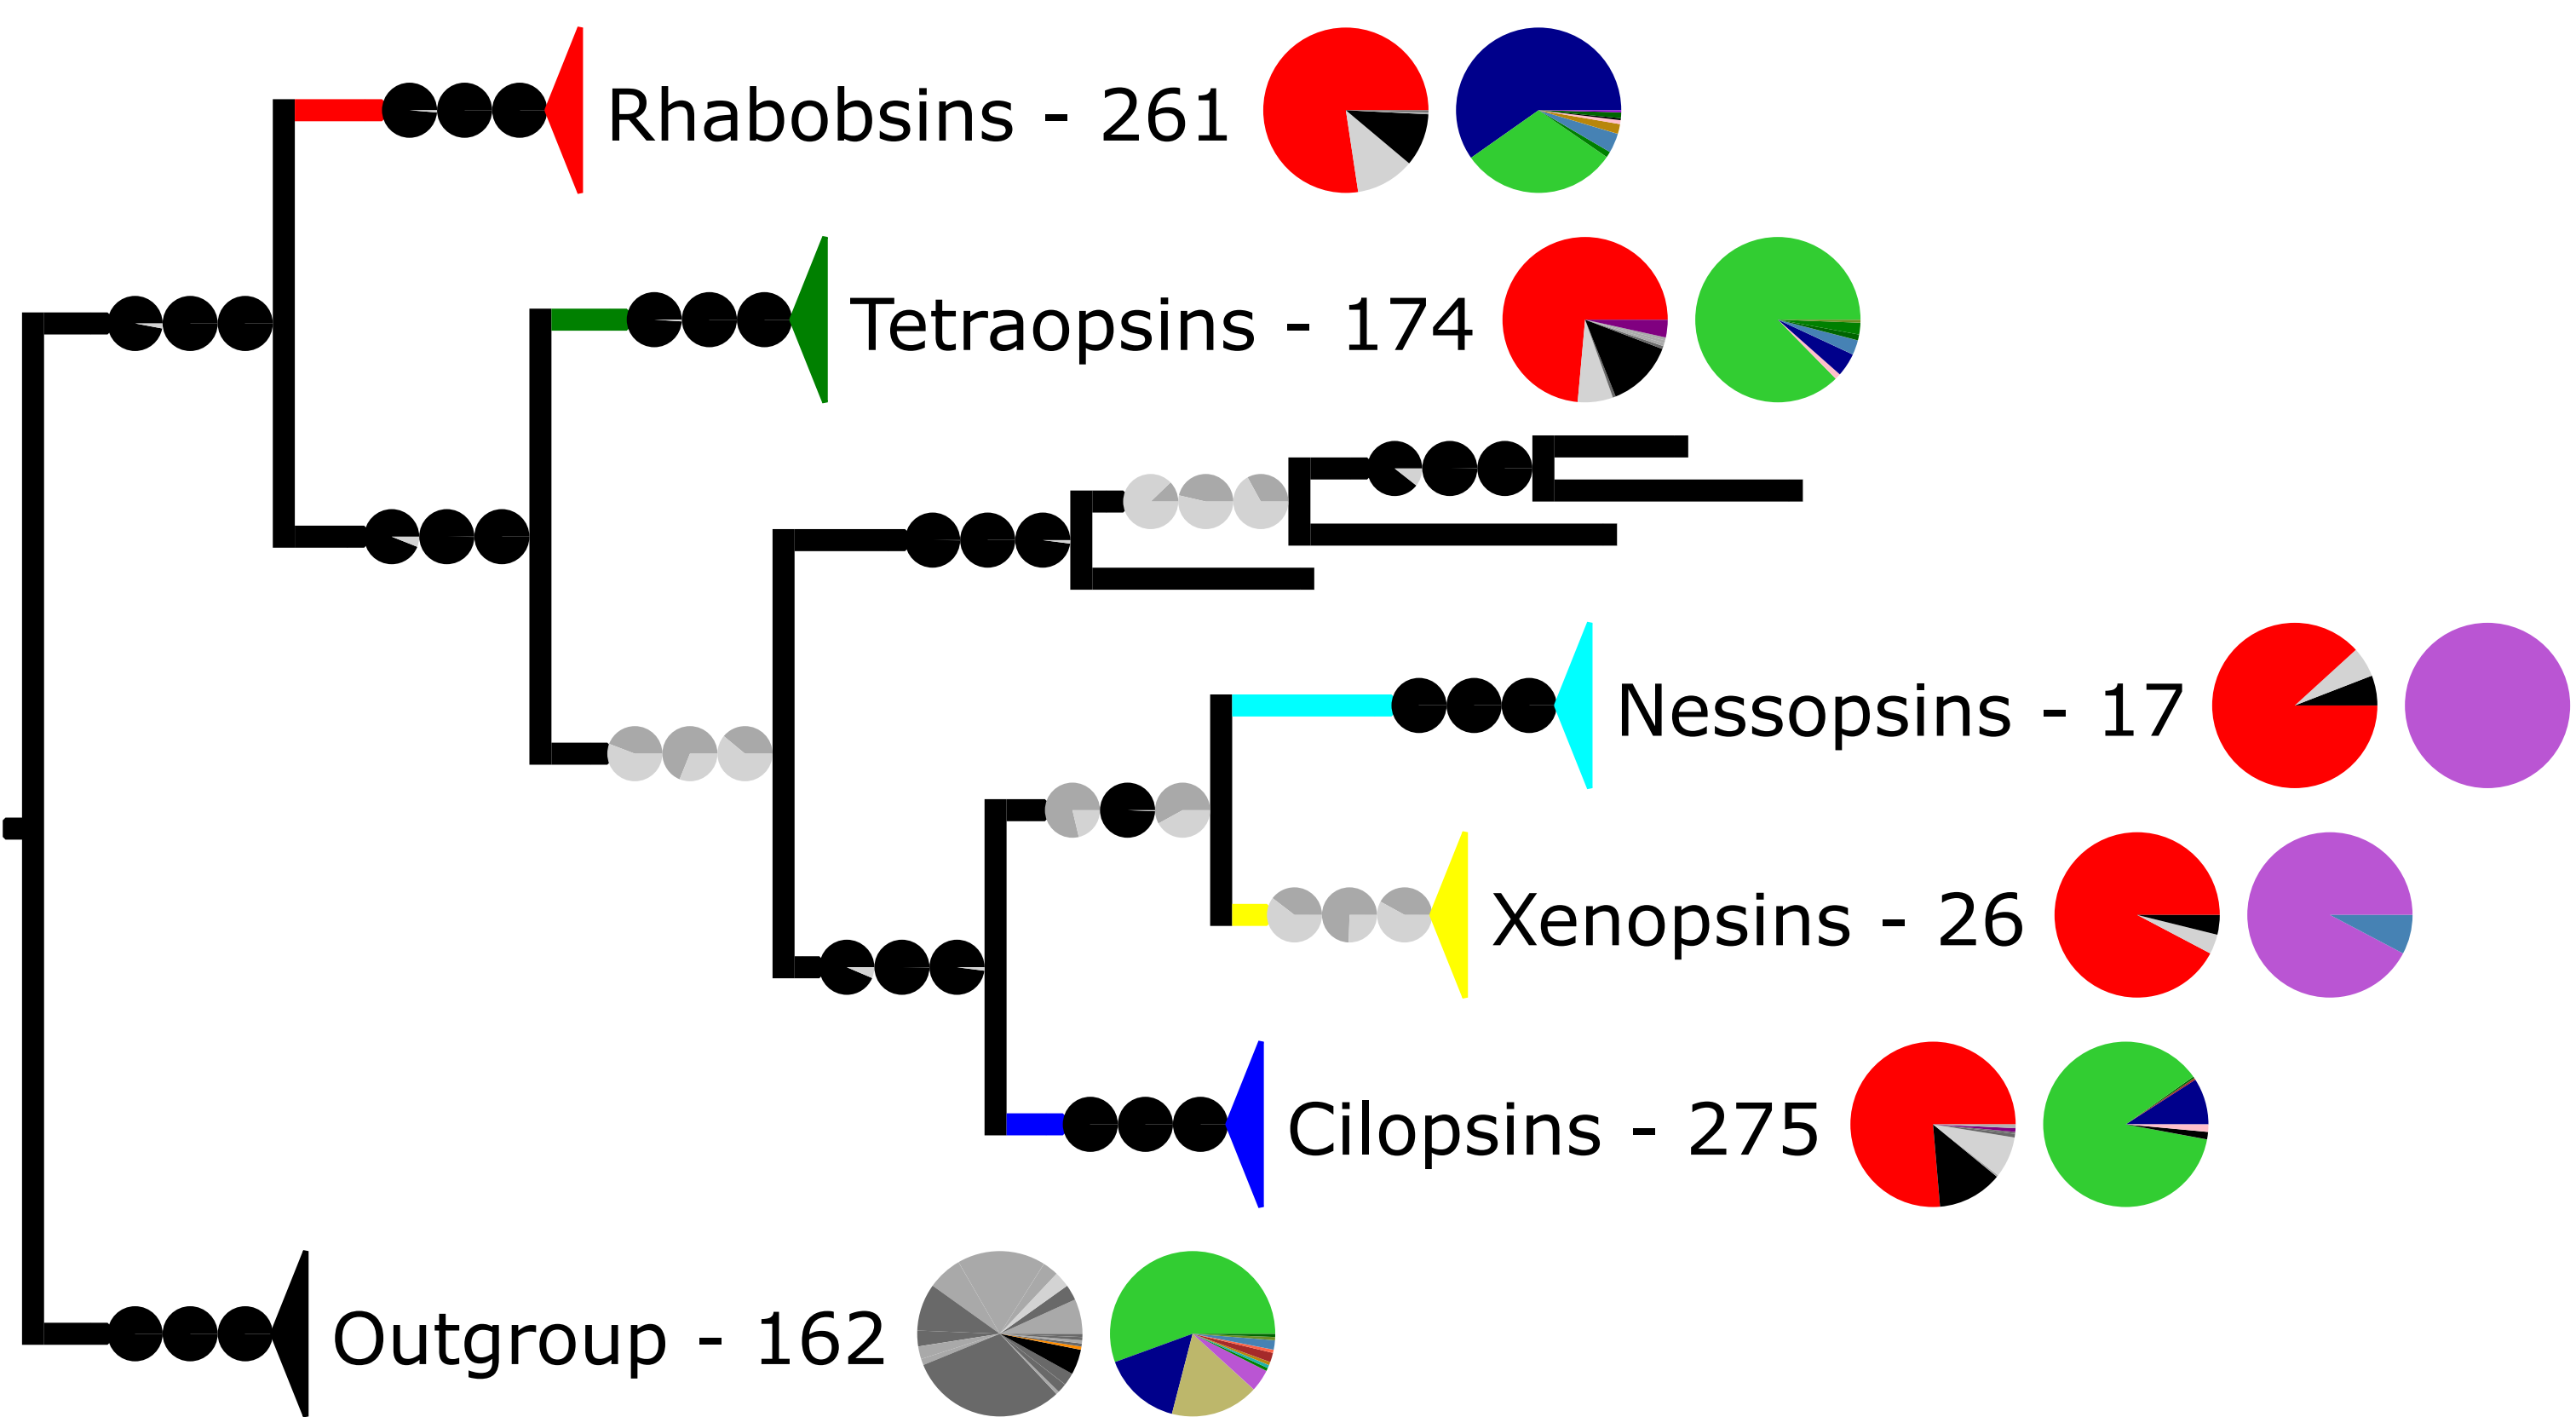 Rhabobsins - 261
Tetraopsins - 174
Nessopsins - 17
Xenopsins - 26
Cilopsins - 275
Outgroup - 162